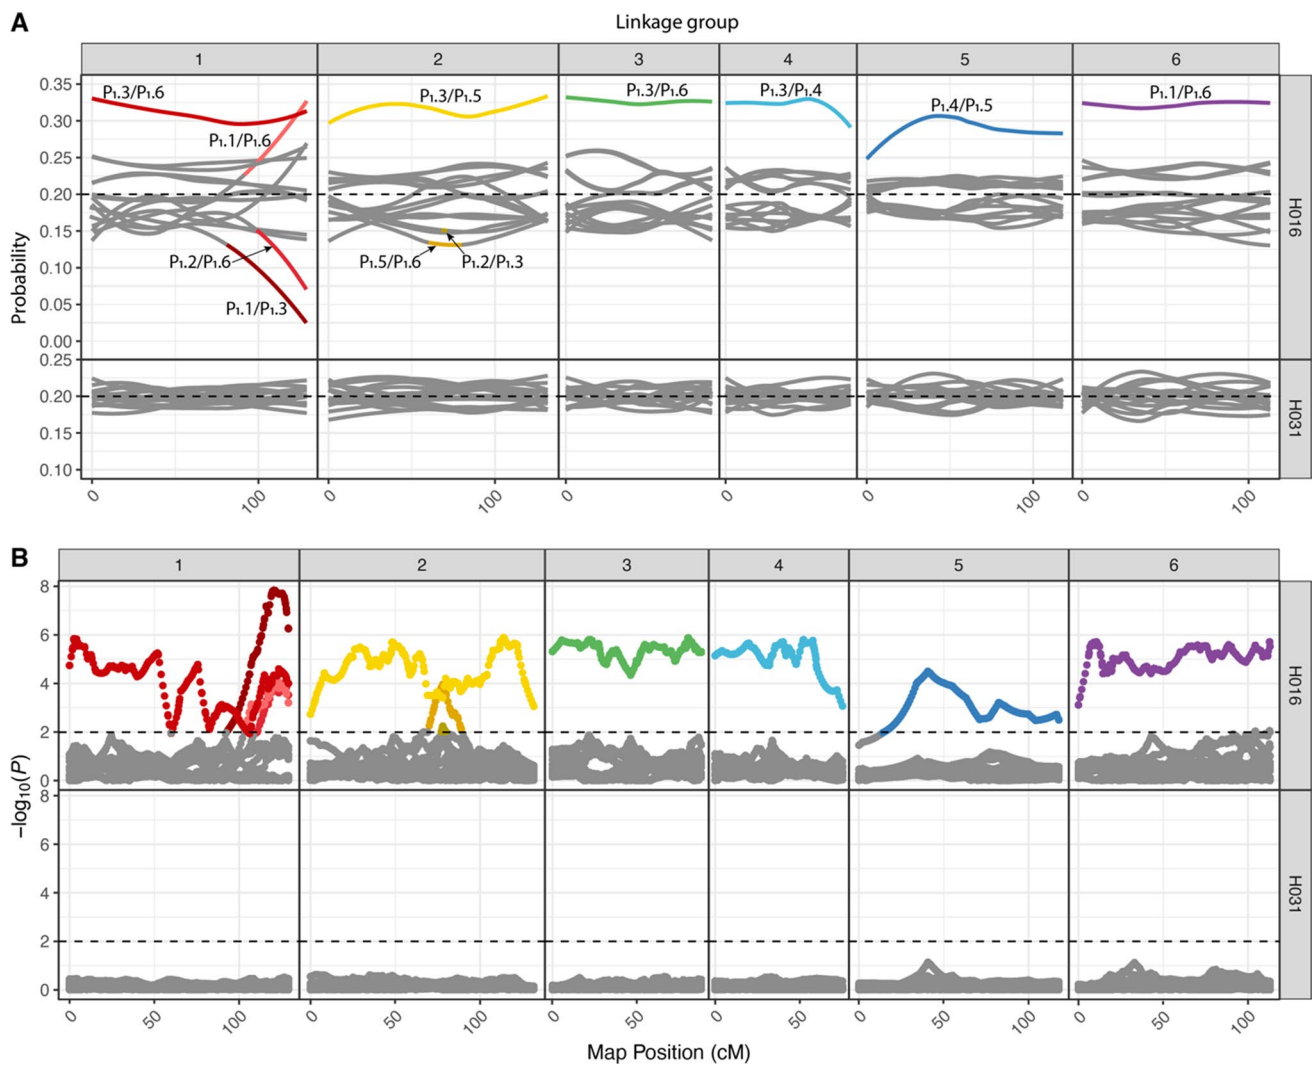 A
Linkage group
1 2 3 4 5 6
Probability
0.35
0.30
0.25
0.20
0.15
0.10
0.05
0.00
P₁.3/P₁.6
P₁.1/P₁.6
P₁.2/P₁.6
P₁.1/P₁.3
P₁.3/P₁.5
P₁.5/P₁.6
P₁.2/P₁.3
P₁.3/P₁.6
P₁.3/P₁.4
P₁.4/P₁.5
P₁.1/P₁.6
H016
0.25
0.20
0.15
0.10
H031
0 100 0 100 0 0 0 100 0 100
B
1 2 3 4 5 6
−log₁₀(P)
8
6
4
2
0
H016
8
6
4
2
0
H031
0 50 100 0 50 100 0 50 0 50 0 50 100 0 50 100
Map Position (cM)